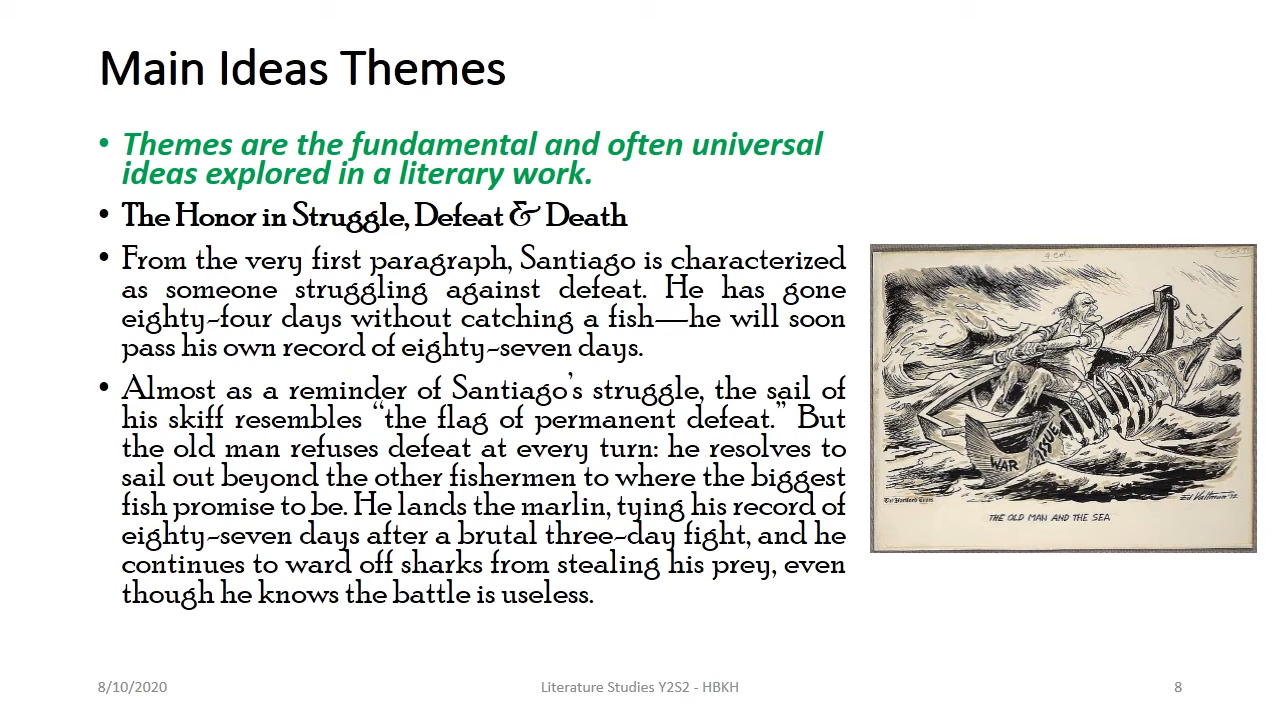 Main Ideas Themes
• Themes are the fundamental and often universal
ideas explored in a literary work.
• The Honor in Struggle, Defeat & Death
• From the very first paragraph, Santiago is characterized
as someone struggling against defeat. He has gone
eighty-four days without catching a fish—he will soon
pass his own record of eighty-seven days.
• Almost as a reminder of Santiago’s struggle, the sail of
his skiff resembles “the flag of permanent defeat.” But
the old man refuses defeat at every turn: he resolves to
sail out beyond the other fishermen to where the biggest
fish promise to be. He lands the marlin, tying his record of
eighty-seven days after a brutal three-day fight, and he
continues to ward off sharks from stealing his prey, even
though he knows the battle is useless.
4 Col.
WAR
ISSUE
THE OLD MAN AND THE SEA
8/10/2020
Literature Studies Y2S2 - HBKH
8